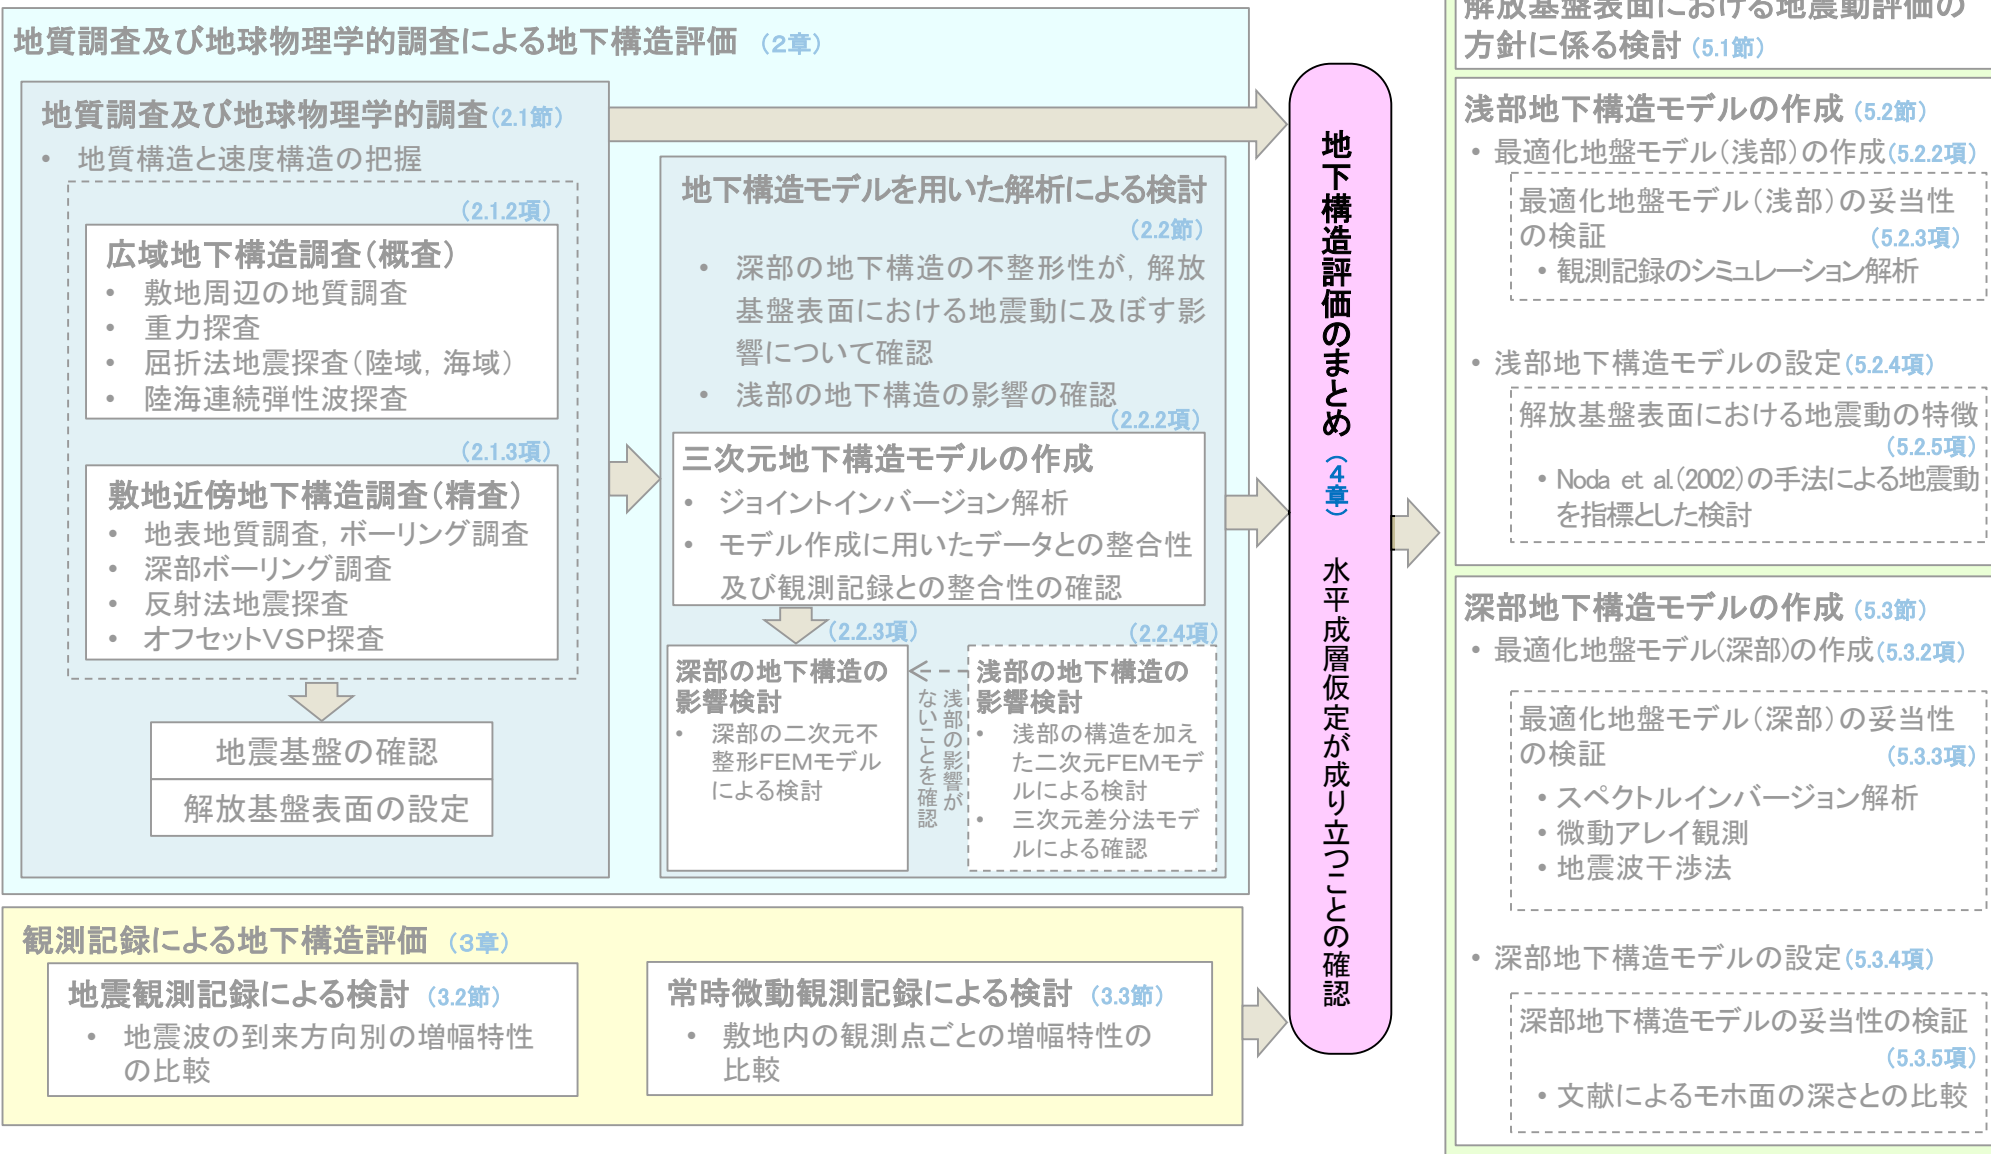 地質調査及び地球物理学的調査による地下構造評価 （2章）
地質調査及び地球物理学的調査(2.1節)
• 地質構造と速度構造の把握
（2.1.2項）
広域地下構造調査（概査）
• 敷地周辺の地質調査
• 重力探査
• 屈折法地震探査（陸域，海域）
• 陸海連続弾性波探査
（2.1.3項）
敷地近傍地下構造調査（精査）
• 地表地質調査，ボーリング調査
• 深部ボーリング調査
• 反射法地震探査
• オフセットVSP探査
地震基盤の確認
解放基盤表面の設定
地下構造モデルを用いた解析による検討
（2.2節）
• 深部の地下構造の不整形性が，解放
基盤表面における地震動に及ぼす影
響について確認
• 浅部の地下構造の影響の確認
（2.2.2項）
三次元地下構造モデルの作成
• ジョイントインバージョン解析
• モデル作成に用いたデータとの整合性
及び観測記録との整合性の確認
（2.2.3項）
深部の地下構造の
影響検討
• 深部の二次元不
整形FEMモデル
による検討
浅部の影響が
ないことを確認
（2.2.4項）
浅部の地下構造の
影響検討
• 浅部の構造を加え
た二次元FEMモデ
ルによる検討
• 三次元差分法モデ
ルによる確認
観測記録による地下構造評価 （3章）
地震観測記録による検討 （3.2節）
• 地震波の到来方向別の増幅特性
の比較
常時微動観測記録による検討 （3.3節）
• 敷地内の観測点ごとの増幅特性の
比較
地下構造評価のまとめ（4章） 水平成層仮定が成り立つことの確認
解放基盤表面における地震動評価の
方針に係る検討（5.1節）
浅部地下構造モデルの作成（5.2節）
• 最適化地盤モデル（浅部）の作成（5.2.2項）
最適化地盤モデル（浅部）の妥当性
の検証 （5.2.3項）
• 観測記録のシミュレーション解析
• 浅部地下構造モデルの設定（5.2.4項）
解放基盤表面における地震動の特徴
（5.2.5項）
• Noda et al.(2002)の手法による地震動
を指標とした検討
深部地下構造モデルの作成（5.3節）
• 最適化地盤モデル(深部)の作成（5.3.2項）
最適化地盤モデル（深部）の妥当性
の検証 （5.3.3項）
• スペクトルインバージョン解析
• 微動アレイ観測
• 地震波干渉法
• 深部地下構造モデルの設定（5.3.4項）
深部地下構造モデルの妥当性の検証
（5.3.5項）
• 文献によるモホ面の深さとの比較